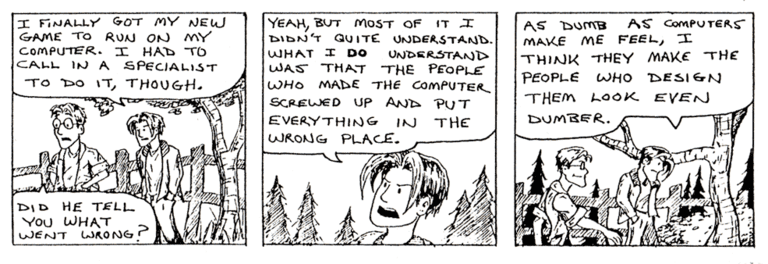 I FINALLY GOT MY NEW
GAME TO RUN ON MY
COMPUTER. I HAD TO
CALL IN A SPECIALIST
TO DO IT, THOUGH.
DID HE TELL
YOU WHAT
WENT WRONG?
YEAH, BUT MOST OF IT I
DIDN'T QUITE UNDERSTAND.
WHAT I DO UNDERSTAND
WAS THAT THE PEOPLE
WHO MADE THE COMPUTER
SCREWED UP AND PUT
EVERYTHING IN THE
WRONG PLACE.
AS DUMB AS COMPUTERS
MAKE ME FEEL, I
THINK THEY MAKE THE
PEOPLE WHO DESIGN
THEM LOOK EVEN
DUMBER.